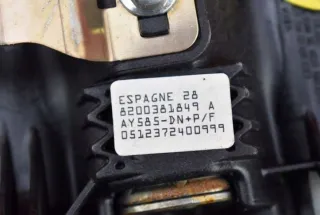 ESPAGNE 28
8200381849 A
AY585-DN+P/F
0512372400999